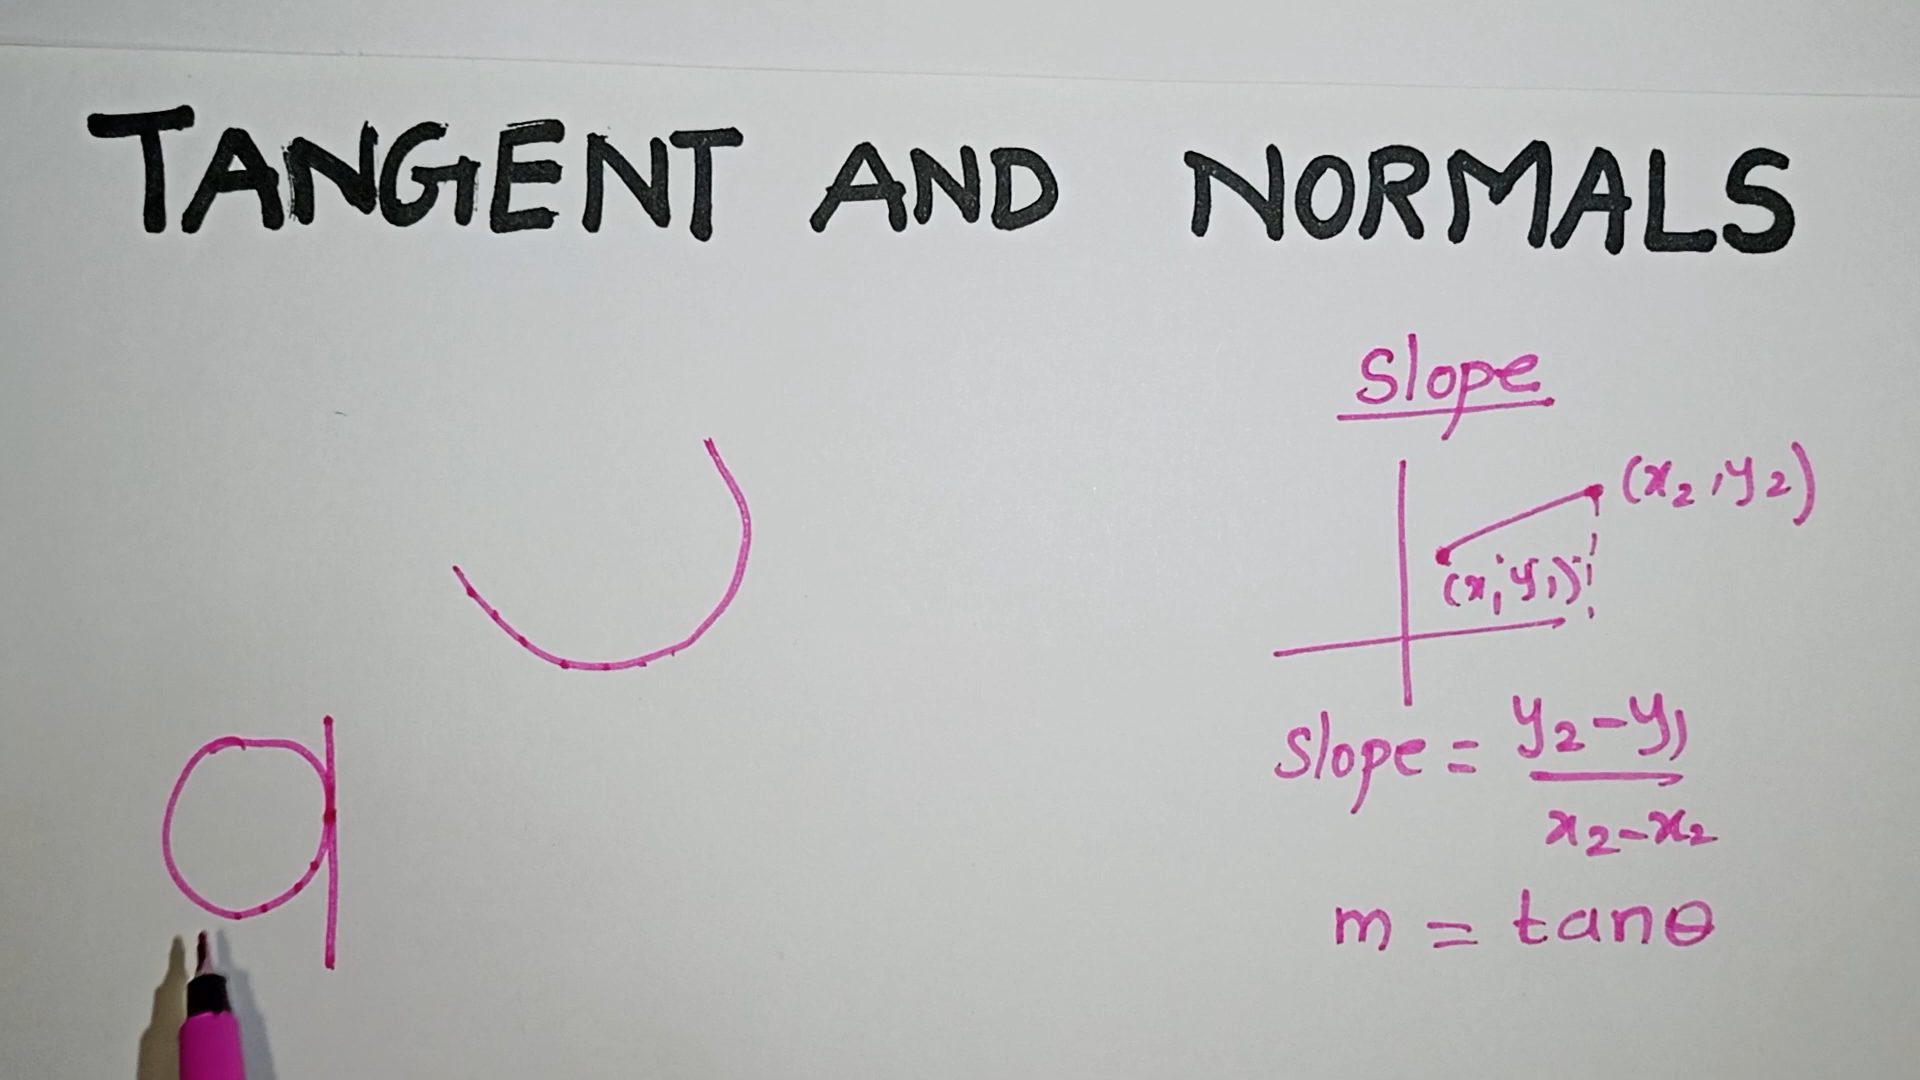 TANGENT AND NORMALS
Slope
(x2, y2)
(x1, y1)
Slope = y2-y1
x2-x2
m = tanθ